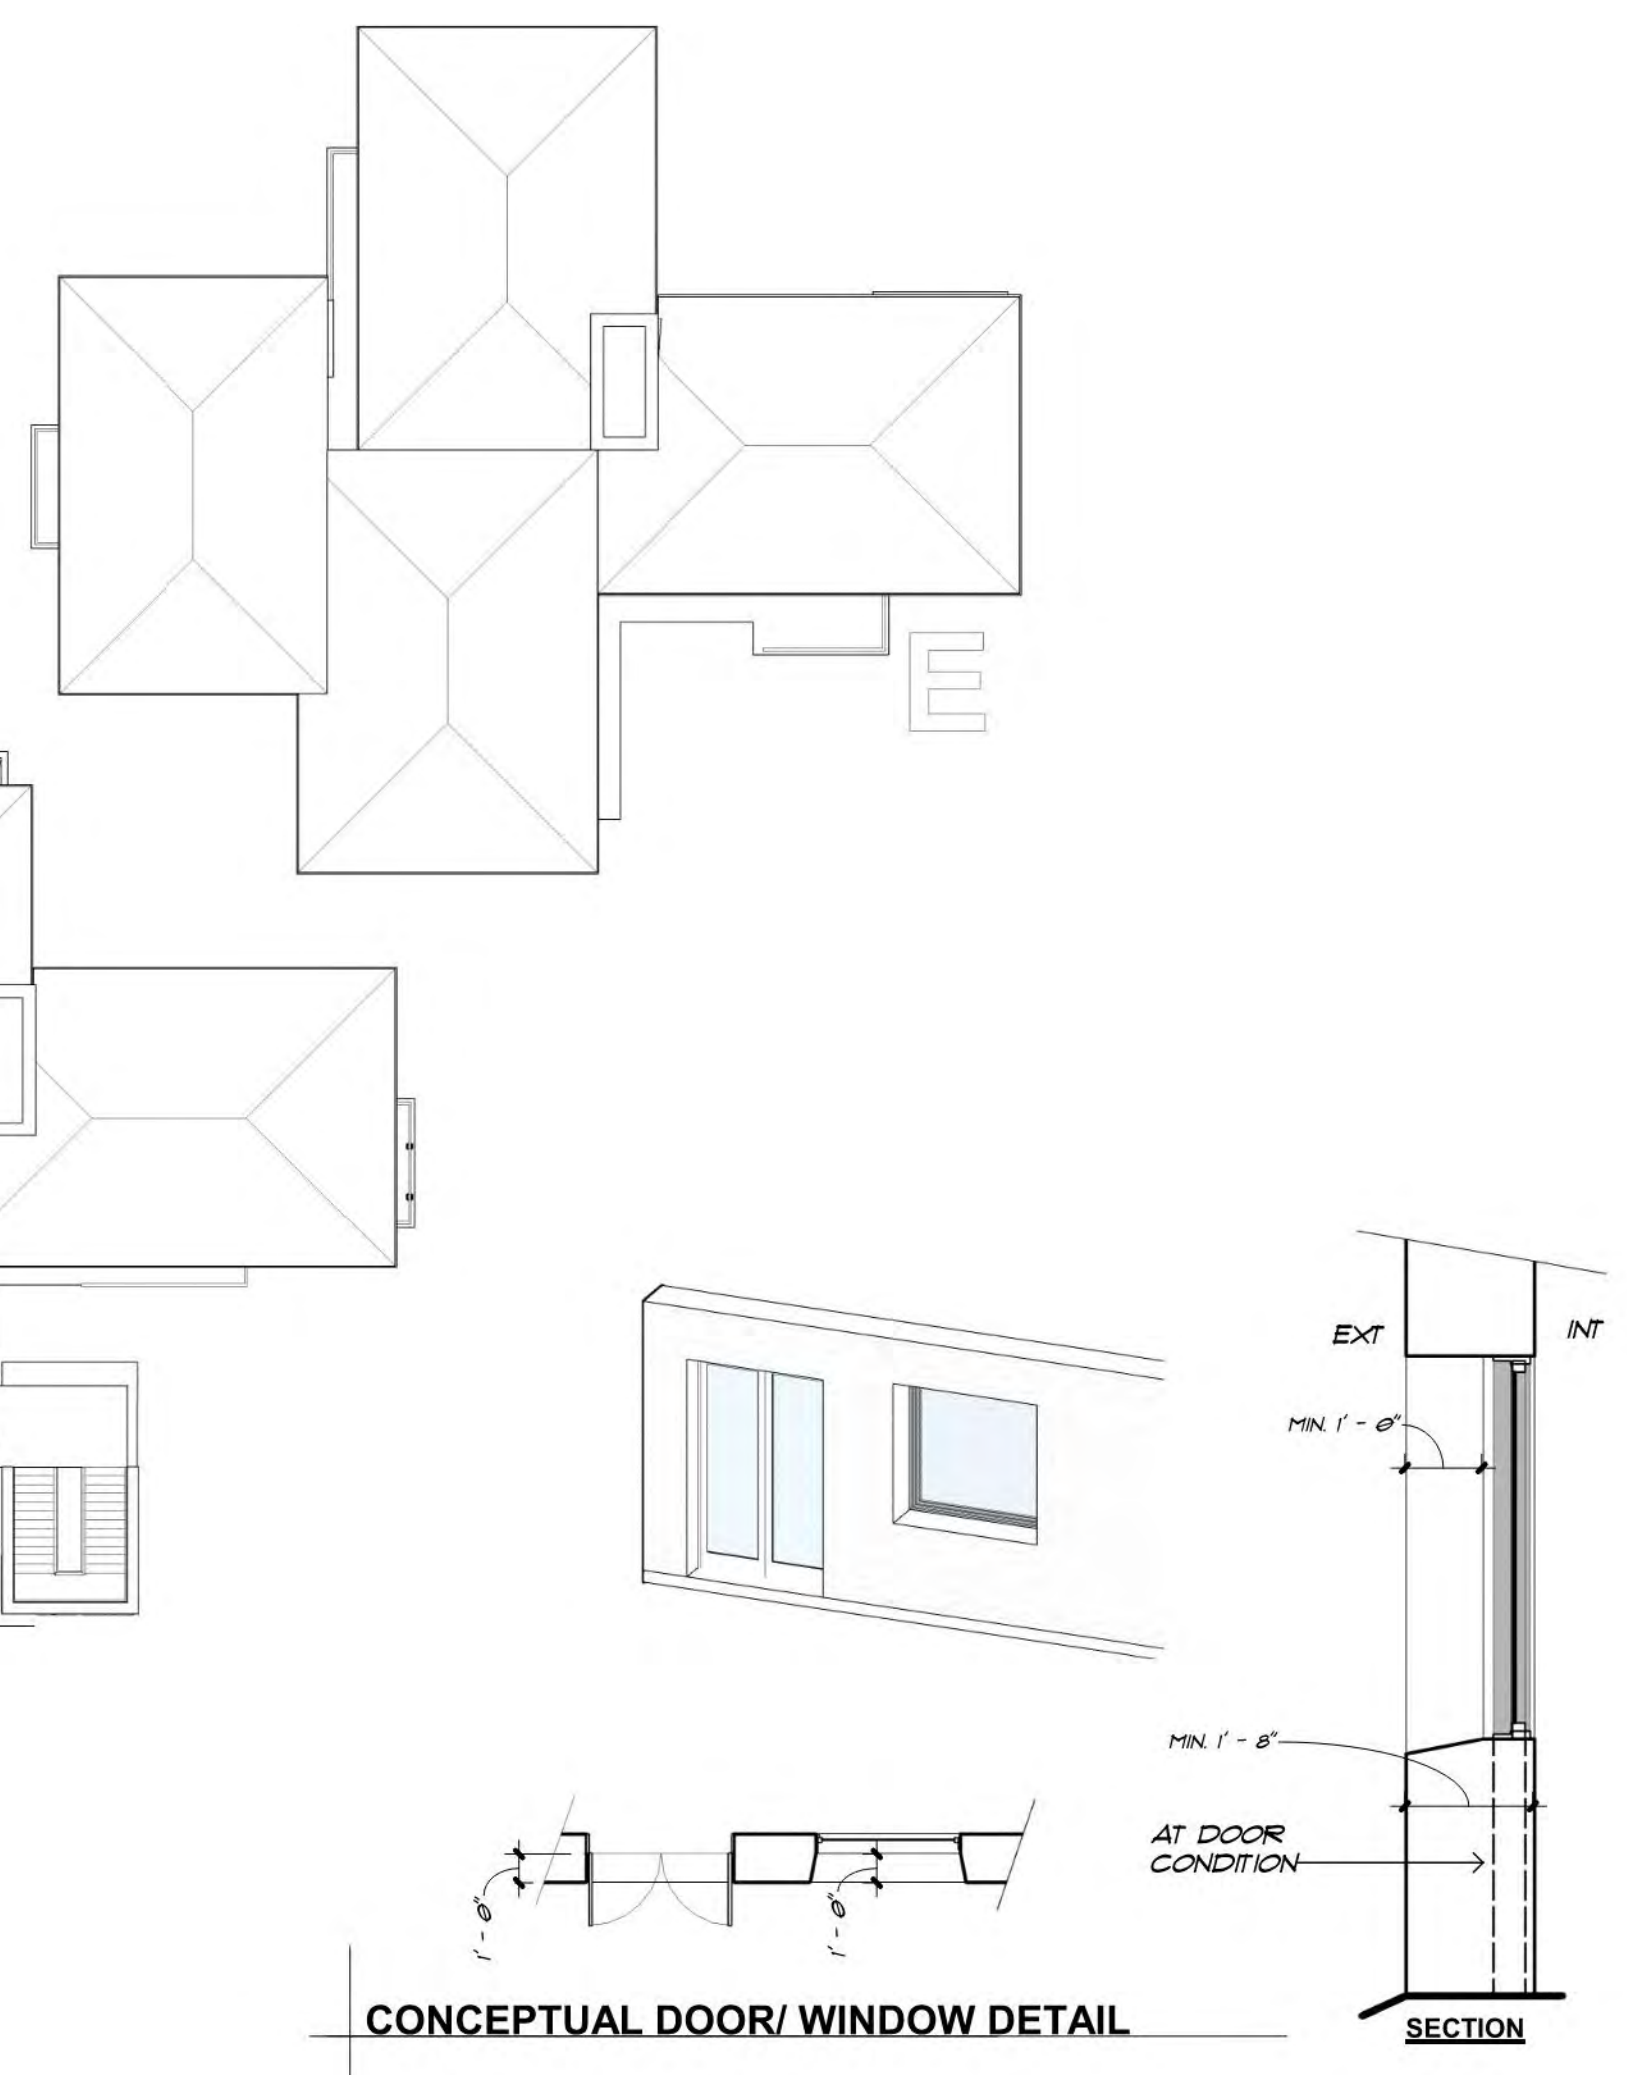 E
EXT
INT
MIN. 1' - 0"
MIN. 1' - 8"
AT DOOR
CONDITION
1' - 0"
1' - 0"
CONCEPTUAL DOOR/ WINDOW DETAIL
SECTION